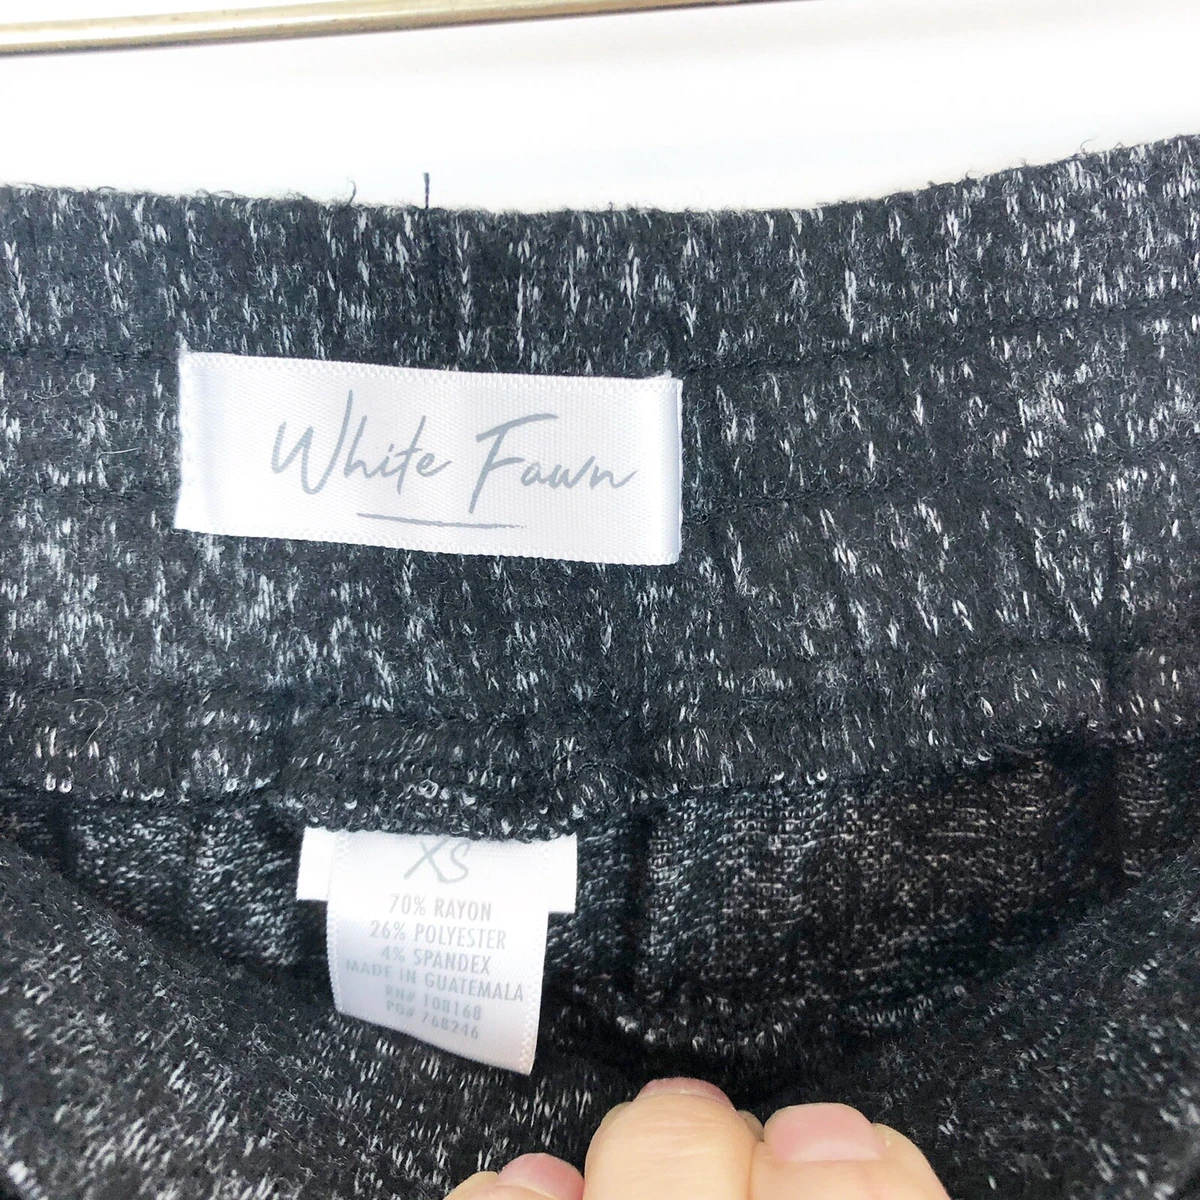 White Fawn
XS
70% RAYON
26% POLYESTER
4% SPANDEX
MADE IN GUATEMALA
RN# 108168
PO# 768246